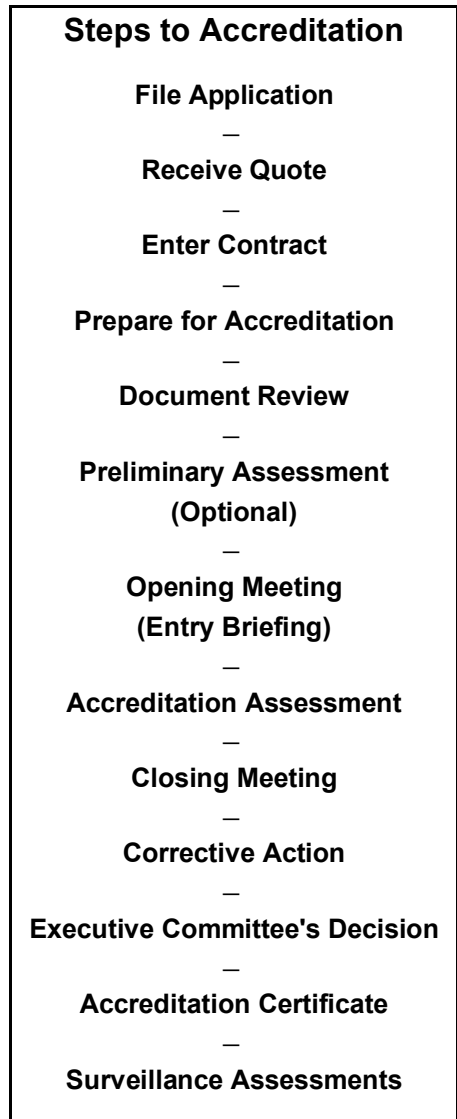 Steps to Accreditation
File Application
–
Receive Quote
–
Enter Contract
–
Prepare for Accreditation
–
Document Review
–
Preliminary Assessment
(Optional)
–
Opening Meeting
(Entry Briefing)
–
Accreditation Assessment
–
Closing Meeting
–
Corrective Action
–
Executive Committee's Decision
–
Accreditation Certificate
–
Surveillance Assessments